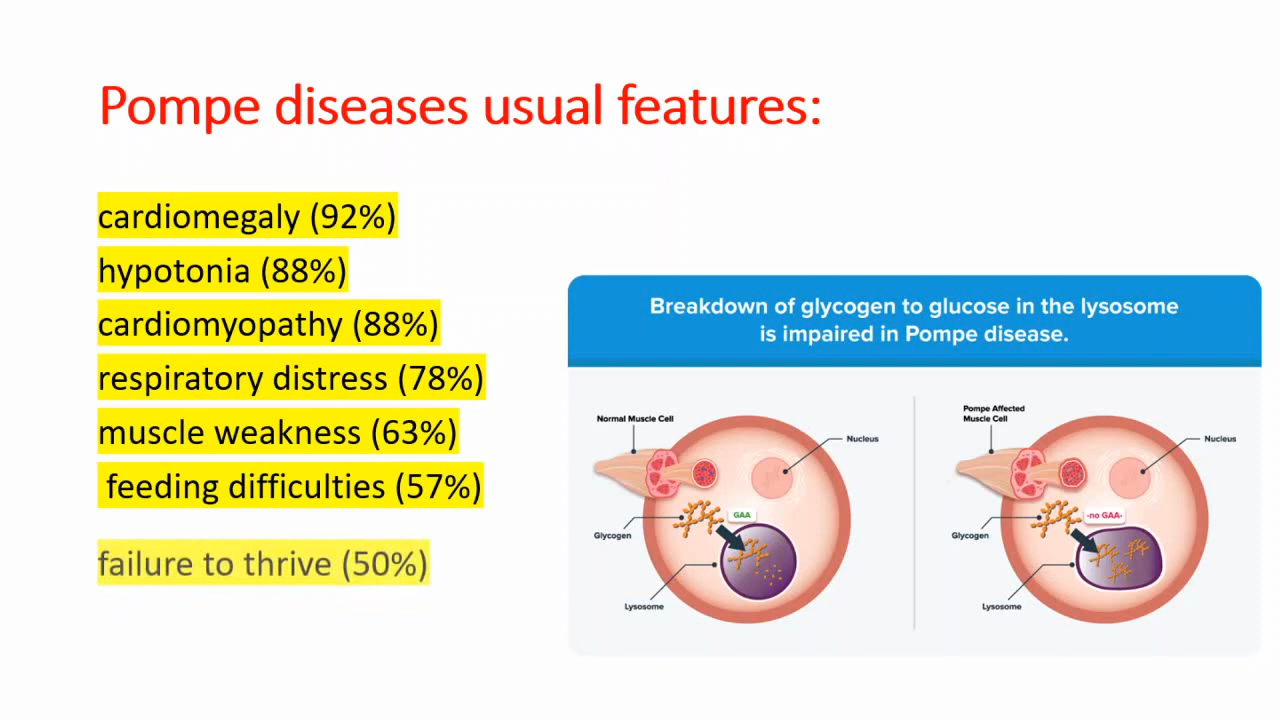 Pompe diseases usual features:
cardiomegaly (92%)
hypotonia (88%)
cardiomyopathy (88%)
respiratory distress (78%)
muscle weakness (63%)
feeding difficulties (57%)
failure to thrive (50%)
Breakdown of glycogen to glucose in the lysosome
is impaired in Pompe disease.
Normal Muscle Cell
Nucleus
GAA
Glycogen
Lysosome
Pompe Affected
Muscle Cell
Nucleus
-no GAA-
Glycogen
Lysosome